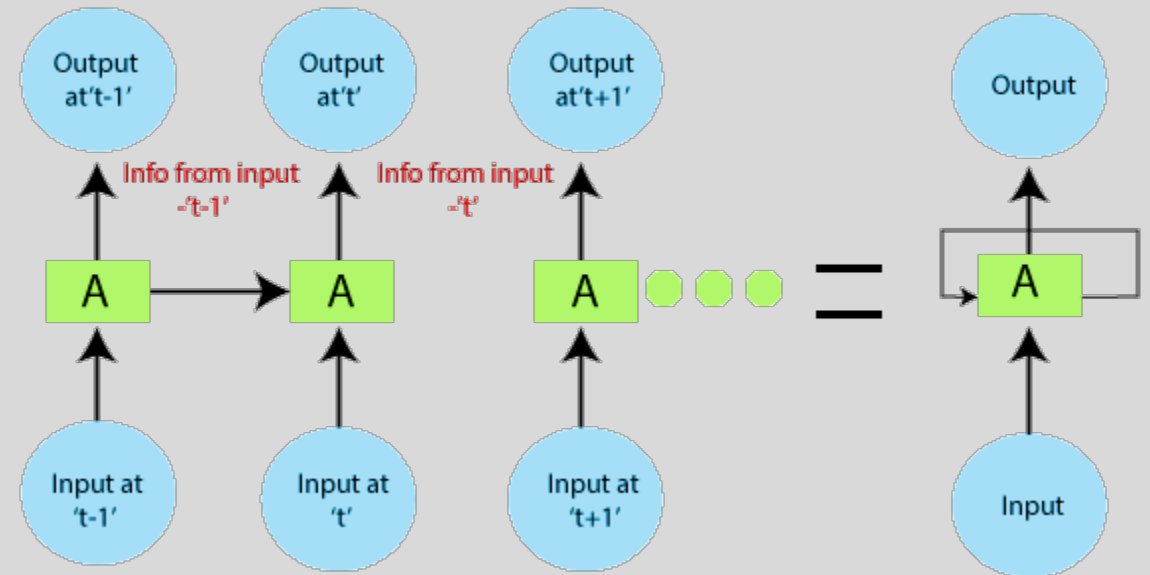 Output
at't-1'
Output
at't'
Output
at't+1'
Output
Info from input
-'t-1'
Info from input
-'t'
A
A
A
A
Input at
't-1'
Input at
't'
Input at
't+1'
Input